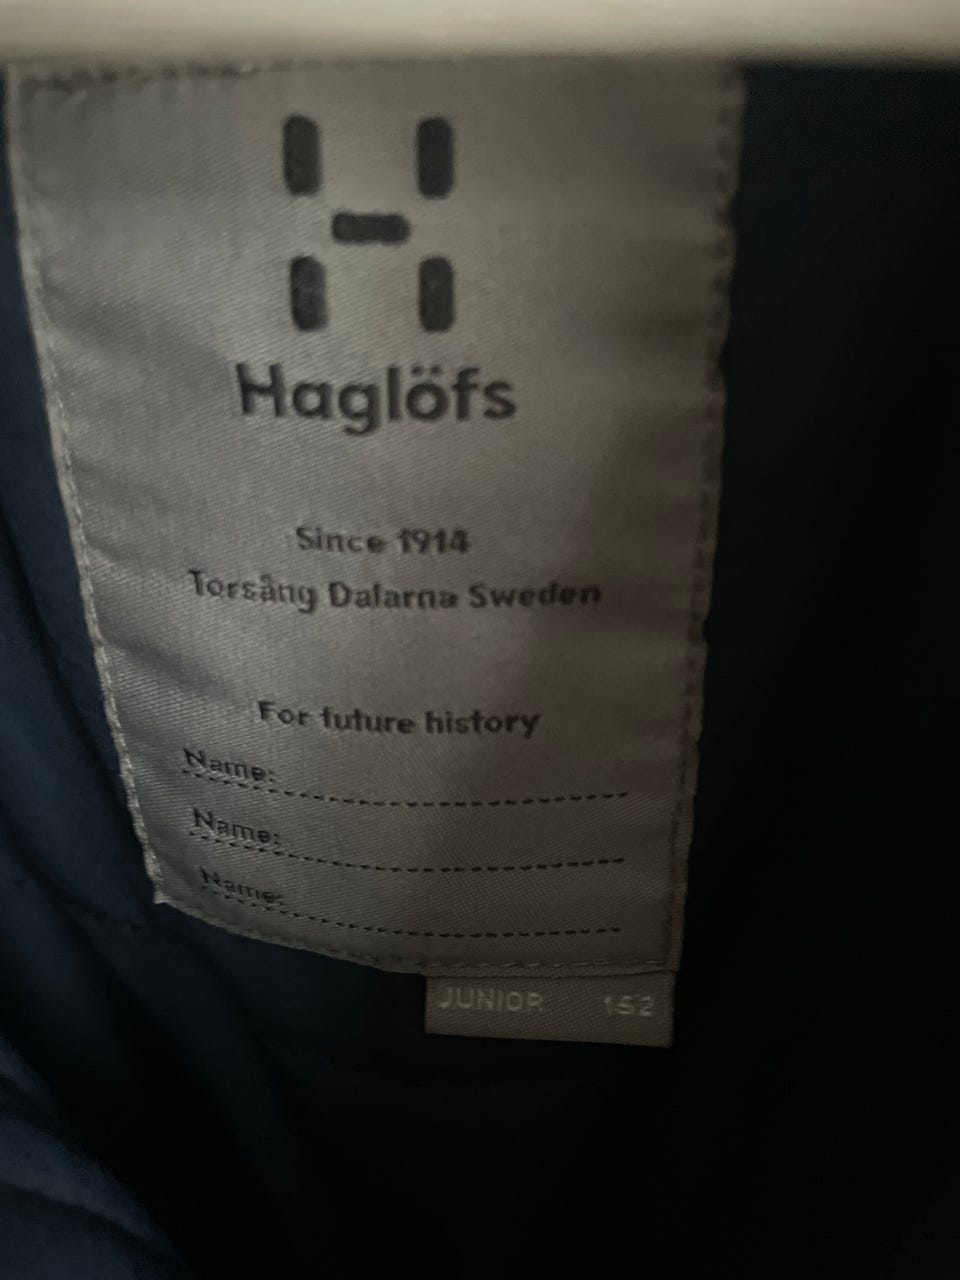 Haglöfs
Since 1914
Torsång Dalarna Sweden
For future history
Name:
Name:
Name:
JUNIOR 152